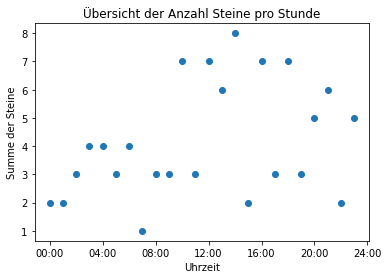 Übersicht der Anzahl Steine pro Stunde
8
7
6
5
4
3
2
1
Summe der Steine
00:00 04:00 08:00 12:00 16:00 20:00 24:00
Uhrzeit